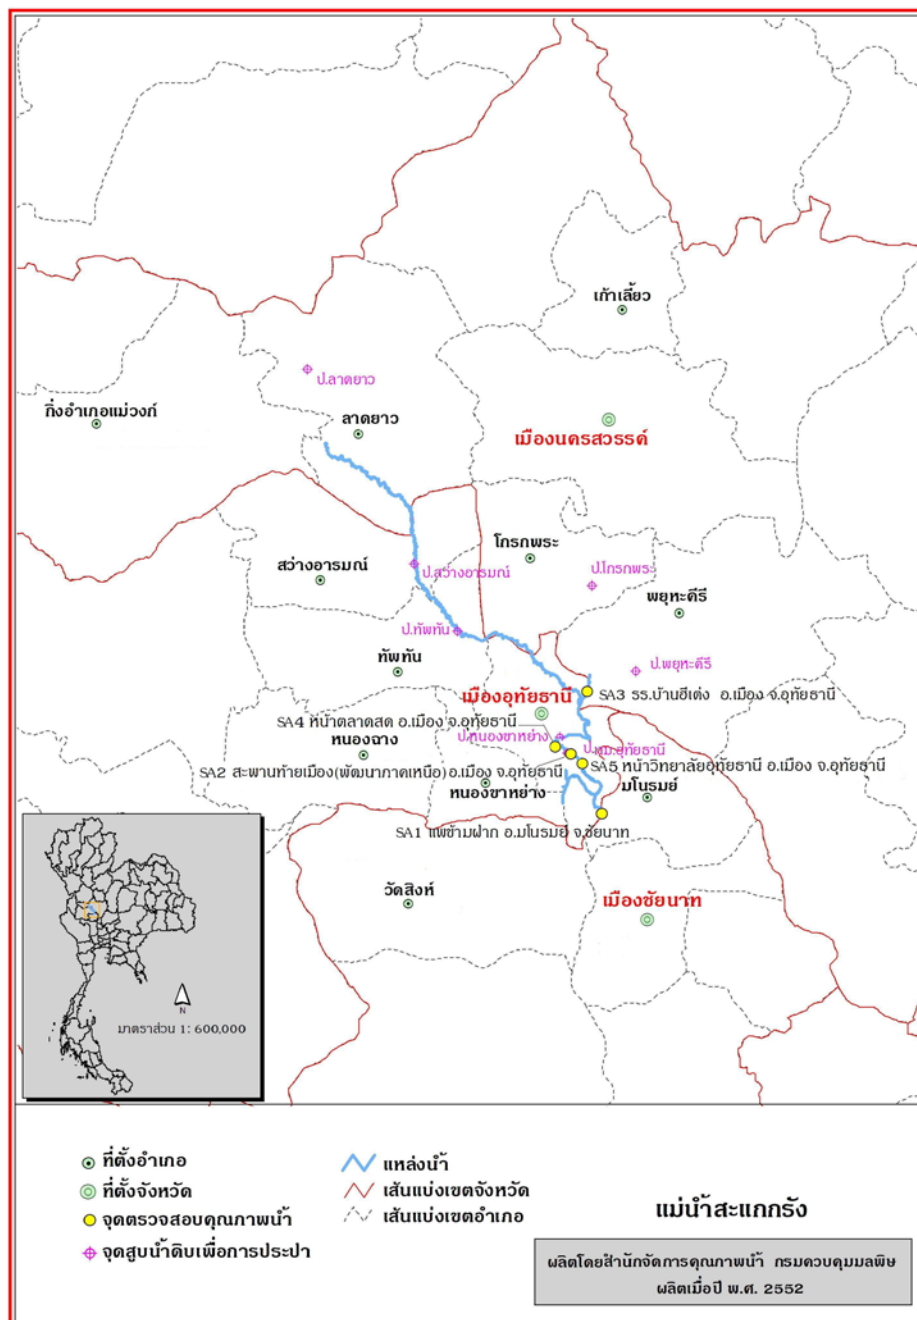 เก้าเลี้ยว
ป.ลาดยาว
กิ่งอำเภอแม่วงก์
ลาดยาว
เมืองนครสวรรค์
โกรกพระ
สว่างอารมณ์
ป.สว่างอารมณ์
ป.โกรกพระ
พยุหะคีรี
ป.ทัพทัน
ทัพทัน
ป.พยุหะคีรี
เมืองอุทัยธานี
SA3 รร.บ้านฮีเต่ง อ.เมือง จ.อุทัยธานี
SA4 หน้าตลาดสด อ.เมือง จ.อุทัยธานี
ป.หนองขาหย่าง
หนองฉาง
ป.ทม.อุทัยธานี
SA5 หน้าวิทยาลัยอุทัยธานี อ.เมือง จ.อุทัยธานี
SA2 สะพานท้ายเมือง(พัฒนาภาคเหนือ) อ.เมือง จ.อุทัยธานี
หนองขาหย่าง
มโนรมย์
SA1 แพข้ามฝาก อ.มโนรมย์ จ.ชัยนาท
วัดสิงห์
เมืองชัยนาท
N
มาตราส่วน 1: 600,000
ที่ตั้งอำเภอ
ที่ตั้งจังหวัด
จุดตรวจสอบคุณภาพน้ำ
จุดสูบน้ำดิบเพื่อการประปา
แหล่งน้ำ
เส้นแบ่งเขตจังหวัด
เส้นแบ่งเขตอำเภอ
แม่น้ำสะแกกรัง
ผลิตโดยสำนักจัดการคุณภาพน้ำ กรมควบคุมมลพิษ
ผลิตเมื่อปี พ.ศ. 2552